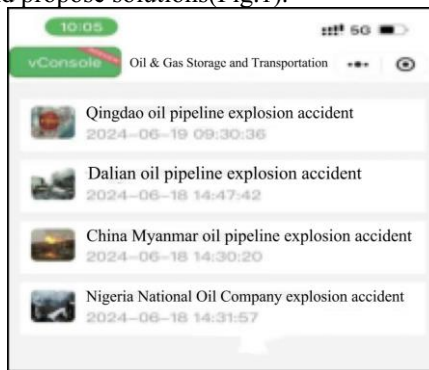 nd propose solutions(Fig.1).
10:05 5G
vConsole Oil & Gas Storage and Transportation
Qingdao oil pipeline explosion accident
2024-06-19 09:30:36
Dalian oil pipeline explosion accident
2024-06-18 14:47:42
China Myanmar oil pipeline explosion accident
2024-06-18 14:30:20
Nigeria National Oil Company explosion accident
2024-06-18 14:31:57